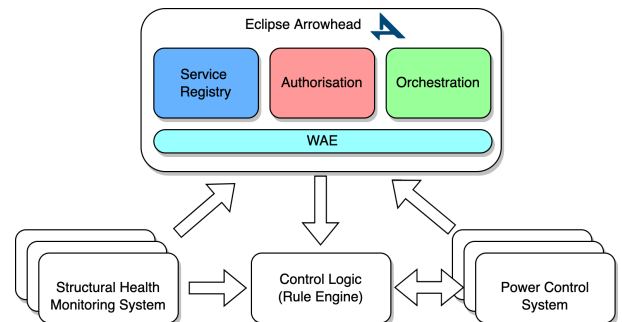 Eclipse Arrowhead
Service
Registry
Authorisation
Orchestration
WAE
Structural Health
Monitoring System
Control Logic
(Rule Engine)
Power Control
System